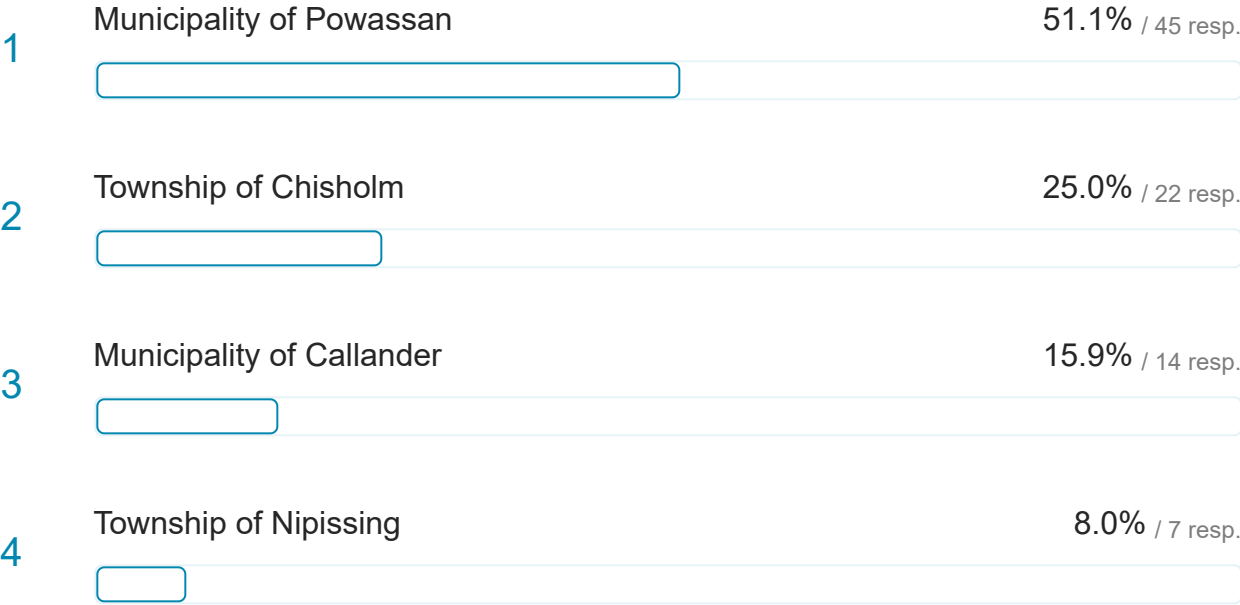 1 Municipality of Powassan 51.1% / 45 resp.
2 Township of Chisholm 25.0% / 22 resp.
3 Municipality of Callander 15.9% / 14 resp.
4 Township of Nipissing 8.0% / 7 resp.